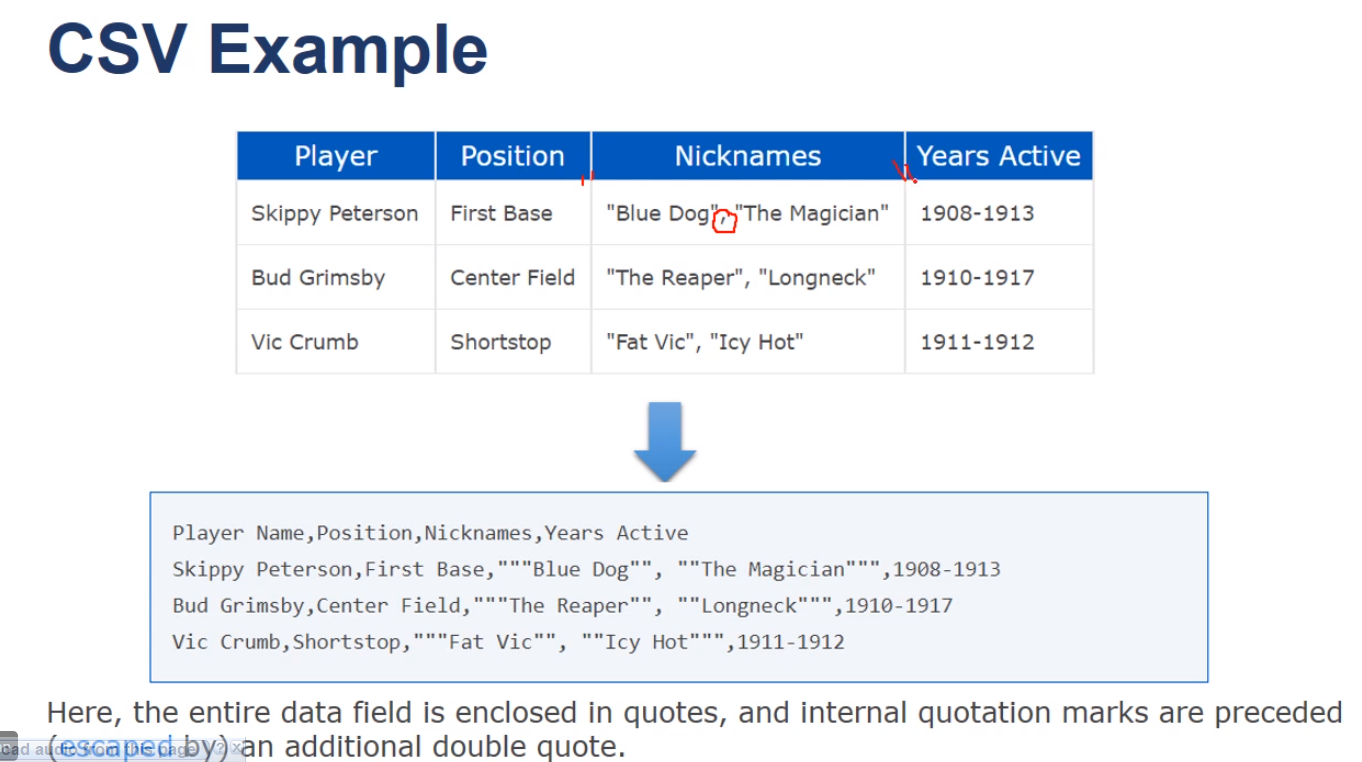 CSV Example
Player Position Nicknames Years Active
Skippy Peterson First Base "Blue Dog", "The Magician" 1908-1913
Bud Grimsby Center Field "The Reaper", "Longneck" 1910-1917
Vic Crumb Shortstop "Fat Vic", "Icy Hot" 1911-1912
Player Name,Position,Nicknames,Years Active
Skippy Peterson,First Base,"""Blue Dog"", ""The Magician""",1908-1913
Bud Grimsby,Center Field,"""The Reaper"", ""Longneck""",1910-1917
Vic Crumb,Shortstop,"""Fat Vic"", ""Icy Hot""",1911-1912
Here, the entire data field is enclosed in quotes, and internal quotation marks are preceded
(escaped by) an additional double quote.
audio from this page